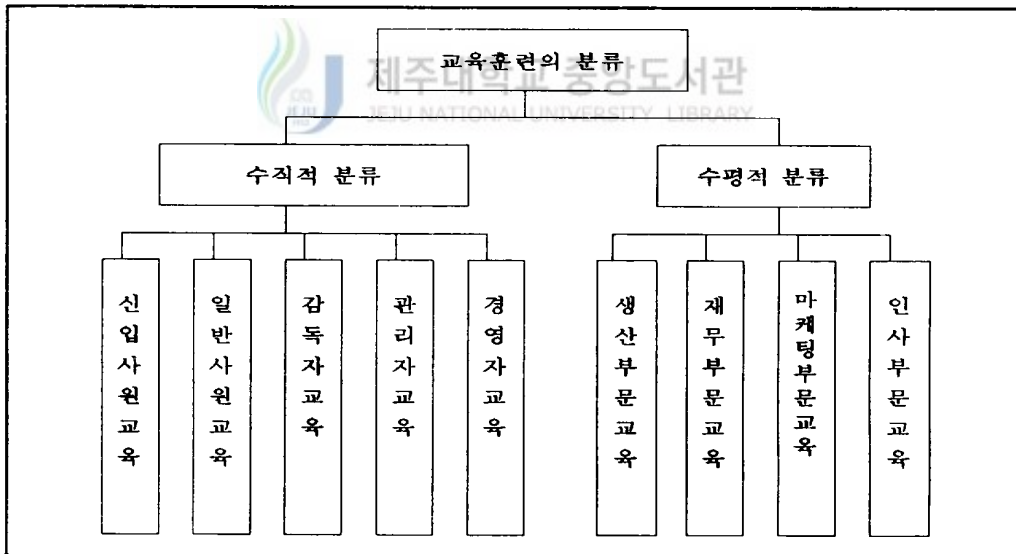 교육훈련의 분류
제주대학교 중앙도서관
JEJU NATIONAL UNIVERSITY LIBRARY
JEJU
1952
수직적 분류
수평적 분류
신입사원교육
일반사원교육
감독자교육
관리자교육
경영자교육
생산부문교육
재무부문교육
마케팅부문교육
인사부문교육